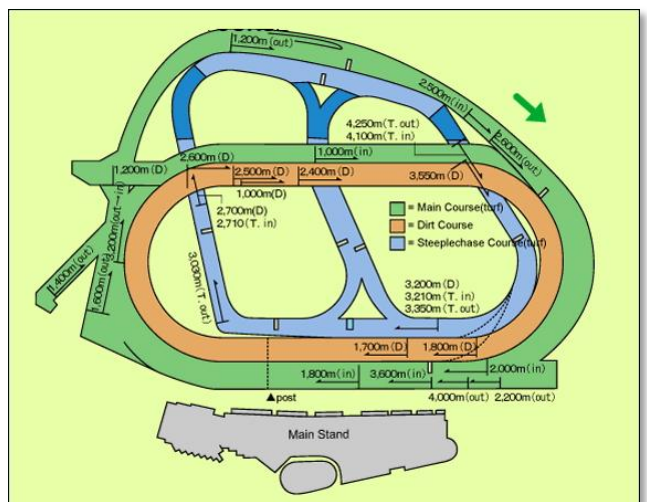 1,200m(out)
2,500m(in)
2,600m(out)
4,250m(T. out)
4,100m(T. in)
1,000m(in)
2,600m(D)
1,200m(D)
2,500m(D)
2,400m(D)
3,550m(D)
1,000m(D)
2,700m(D)
2,710(T. in)
= Main Course(turf)
= Dirt Course
= Steeplechase Course(turf)
3,200m(out→in)
1,400m(out)
1,600m(out)
3,030m(T. out)
3,200m(D)
3,210m(T. in)
3,350m(T. out)
1,700m(D)
1,800m(D)
1,800m(in)
3,600m(in)
2,000m(in)
▲post
4,000m(out)
2,200m(out)
Main Stand